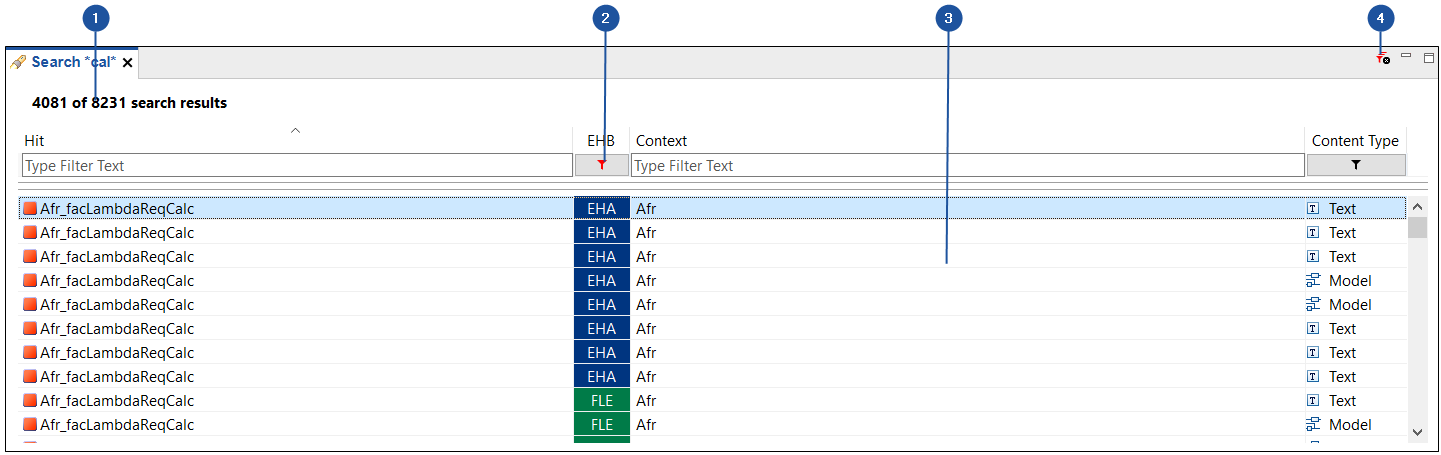 1 2 3 4
Search *cal*
4081 of 8231 search results
Hit EHB Context Content Type
Type Filter Text Type Filter Text
Afr_facLambdaReqCalc EHA Afr Text
Afr_facLambdaReqCalc EHA Afr Text
Afr_facLambdaReqCalc EHA Afr Text
Afr_facLambdaReqCalc EHA Afr Model
Afr_facLambdaReqCalc EHA Afr Model
Afr_facLambdaReqCalc EHA Afr Text
Afr_facLambdaReqCalc EHA Afr Text
Afr_facLambdaReqCalc EHA Afr Text
Afr_facLambdaReqCalc FLE Afr Text
Afr_facLambdaReqCalc FLE Afr Model